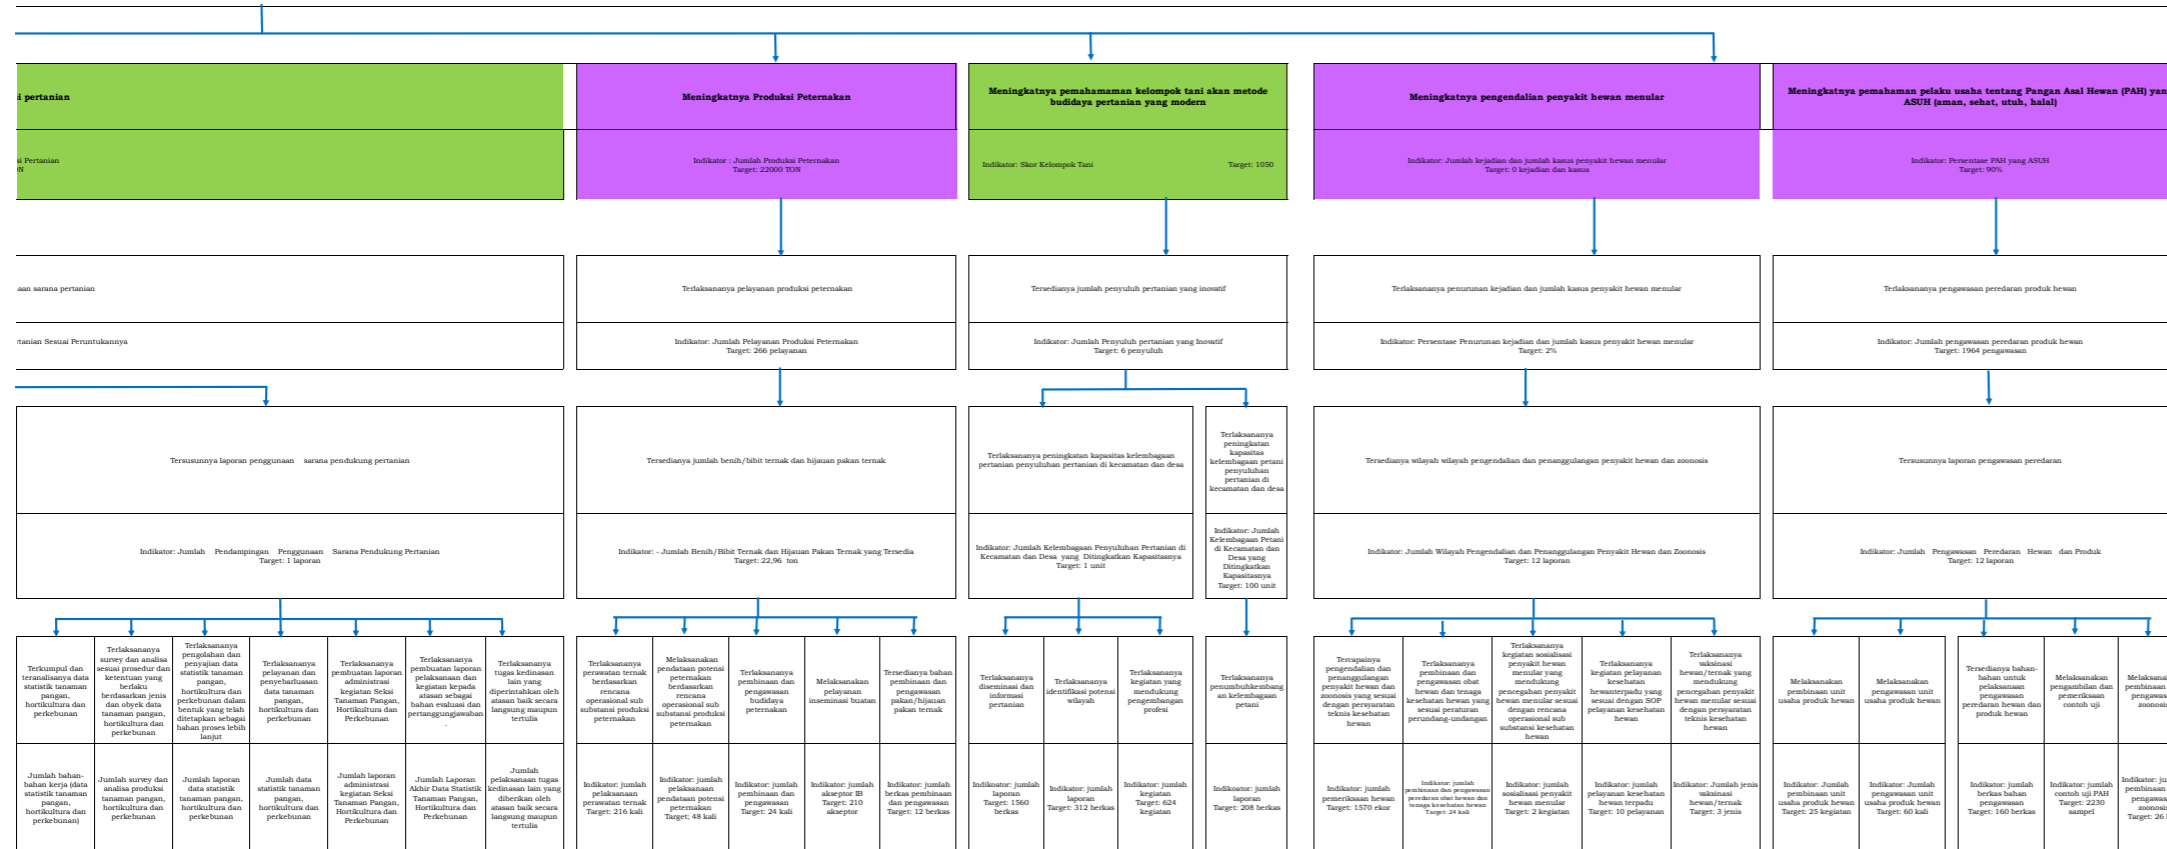 si pertanian
Meningkatnya Produksi Peternakan
Meningkatnya pemahamaman kelompok tani akan metode
budidaya pertanian yang modern
Meningkatnya pengendalian penyakit hewan menular
Meningkatnya pemahaman pelaku usaha tentang Pangan Asal Hewan (PAH) yan
ASUH (aman, sehat, utuh, halal)
si Pertanian
N
Indikator : Jumlah Produksi Peternakan
Target: 22000 TON
Indikator: Skor Kelompok Tani Target: 1050
Indikator: Jumlah kejadian dan jumlah kasus penyakit hewan menular
Target: 0 kejadian dan kasus
Indikator: Persentase PAH yang ASUH
Target: 90%
aan sarana pertanian
Terlaksananya pelayanan produksi peternakan
Tersedianya jumlah penyuluh pertanian yang inovatif
Terlaksananya penurunan kejadian dan jumlah kasus penyakit hewan menular
Terlaksananya pengawasan peredaran produk hewan
rtanian Sesuai Peruntukannya
Indikator: Jumlah Pelayanan Produksi Peternakan
Target: 266 pelayanan
Indikator: Jumlah Penyuluh pertanian yang Inovatif
Target: 6 penyuluh
Indikator: Persentase Penurunan kejadian dan jumlah kasus penyakit hewan menular
Target: 2%
Indikator: Jumlah pengawasan peredaran produk hewan
Target: 1964 pengawasan
Tersusunnya laporan penggunaan sarana pendukung pertanian
Tersedianya jumlah benih/bibit ternak dan hijauan pakan ternak
Terlaksananya peningkatan kapasitas kelembagaan
pertanian penyuluhan pertanian di kecamatan dan desa
Terlaksananya
peningkatan
kapasitas
kelembagaan petani
penyuluhan
pertanian di
kecamatan dan desa
Tersedianya wilayah wilayah pengendalian dan penanggulangan penyakit hewan dan zoonosis
Tersusunnya laporan pengawasan peredaran
Indikator: Jumlah Pendampingan Penggunaan Sarana Pendukung Pertanian
Target: 1 laporan
Indikator: - Jumlah Benih/Bibit Ternak dan Hijauan Pakan Ternak yang Tersedia
Target: 22,96 ton
Indikator: Jumlah Kelembagaan Penyuluhan Pertanian di
Kecamatan dan Desa yang Ditingkatkan Kapasitasnya
Target: 1 unit
Indikator: Jumlah
Kelembagaan Petani
di Kecamatan dan
Desa yang
Ditingkatkan
Kapasitasnya
Target: 100 unit
Indikator: Jumlah Wilayah Pengendalian dan Penanggulangan Penyakit Hewan dan Zoonosis
Target: 12 laporan
Indikator: Jumlah Pengawasan Peredaran Hewan dan Produk
Target: 12 laporan
Terkumpul dan
teranalisanya data
statistik tanaman
pangan,
hortikultura dan
perkebunan
Terlaksananya
survey dan analisa
sesuai prosedur dan
ketentuan yang
berlaku
berdasarkan jenis
dan obyek data
tanaman pangan,
hortikultura dan
perkebunan
Terlaksananya
pengolahan dan
penyajian data
statistik tanaman
pangan,
hortikultura dan
perkebunan dalam
bentuk yang telah
ditetapkan sebagai
bahan proses lebih
lanjut
Terlaksananya
pelayanan dan
penyebarluasan
data tanaman
pangan,
hortikultura dan
perkebunan
Terlaksananya
pembuatan laporan
administrasi
kegiatan Seksi
Tanaman Pangan,
Hortikultura dan
Perkebunan
Terlaksananya
pembuatan laporan
pelaksanaan dan
kegiatan kepada
atasan sebagai
bahan evaluasi dan
pertanggungjawaban
.
Terlaksananya
tugas kedinasan
lain yang
diperintahkan oleh
atasan baik secara
langsung maupun
tertulis
Terlaksananya
perawatan ternak
berdasarkan
rencana
operasional sub
substansi produksi
peternakan
Melaksanakan
pendataan potensi
peternakan
berdasarkan
rencana
operasional sub
substansi produksi
peternakan
Terlaksananya
pembinaan dan
pengawasan
budidaya
peternakan
Melaksanakan
pelayanan
inseminasi buatan
Tersedianya bahan
pembinaan dan
pengawasan
pakan/hijauan
pakan ternak
Terlaksananya
diseminasi dan
informasi
pertanian
Terlaksananya
identifikasi potensi
wilayah
Terlaksananya
kegiatan yang
mendukung
pengembangan
profesi
Terlaksananya
penumbuhkembang
an kelembagaan
petani
Tercapainya
pengendalian dan
penanggulangan
penyakit hewan dan
zoonosis yang sesuai
dengan persyaratan
teknis kesehatan
hewan
Terlaksananya
pembinaan dan
pengawasan obat
hewan dan tenaga
kesehatan hewan yang
sesuai peraturan
perundang-undangan
Terlaksananya
kegiatan sosialisasi
penyakit hewan
menular yang
mendukung
pencegahan penyakit
hewan menular sesuai
dengan rencana
operasional sub
substansi kesehatan
hewan
Terlaksananya
kegiatan pelayanan
kesehatan
hewanterpadu yang
sesuai dengan SOP
pelayanan kesehatan
hewan
Terlaksananya
vaksinasi
hewan/ternak yang
mendukung
pencegahan penyakit
hewan menular sesuai
dengan persyaratan
teknis kesehatan
hewan
Melaksanakan
pembinaan unit
usaha produk hewan
Melaksanakan
pengawasan unit
usaha produk hewan
Tersedianya bahan-
bahan untuk
pelaksanaan
pengawasan
peredaran hewan dan
produk hewan
Melaksanakan
pengambilan dan
pemeriksaan
contoh uji
Melaksanak
pembinaan
pengawas
zoonosis
Jumlah bahan-
bahan kerja (data
statistik tanaman
pangan,
hortikultura dan
perkebunan)
Jumlah survey dan
analisa produksi
tanaman pangan,
hortikultura dan
perkebunan
Jumlah laporan
data statistik
tanaman pangan,
hortikultura dan
perkebunan
Jumlah data
statistik tanaman
pangan,
hortikultura dan
perkebunan
Jumlah laporan
administrasi
kegiatan Seksi
Tanaman Pangan,
Hortikultura dan
Perkebunan
Jumlah Laporan
Akhir Data Statistik
Tanaman Pangan,
Hortikultura dan
Perkebunan
Jumlah
pelaksanaan tugas
kedinasan lain yang
diberikan oleh
atasan baik secara
langsung maupun
tertulis
Indikator: jumlah
pelaksanaan
perawatan ternak
Target: 216 kali
Indikator: jumlah
pelaksanaan
pendataan potensi
peternakan
Target; 48 kali
Indikator: jumlah
pembinaan dan
pengawasan
Target: 24 kali
Indikator: jumlah
akseptor IB
Target: 210
akseptor
Indikator: jumlah
berkas pembinaan
dan pengawasan
Target: 12 berkas
Indikoator: jumlah
laporan
Target: 1560
berkas
Indikator: jumlah
laporan
Target: 312 berkas
Indikator: jumlah
kegiatan
Target: 624
kegiatan
Indikoator: jumlah
laporan
Target: 208 berkas
Indikator: jumlah
pemeriksaan hewan
Target: 1570 ekor
Indikator: jumlah
pembinaan dan pengawasan
peredaran obat hewan dan
tenaga kesehatan hewan
Target: 24 kali
Indikator: jumlah
sosialisasi penyakit
hewan menular
Target: 2 kegiatan
Indikator: jumlah
pelayanan kesehatan
hewan terpadu
Target: 10 pelayanan
Indikator: Jumlah jenis
vaksinasi
hewan/ternak
Target: 3 jenis
Indikator: Jumlah
pembinaan unit
usaha produk hewan
Target: 25 kegiatan
Indikator: Jumlah
pengawasan unit
usaha produk hewan
Target: 60 kali
Indikator: jumlah
berkas bahan
pengawasan
Target: 160 berkas
Indikator: jumlah
contoh uji PAH
Target: 2230
sampel
Indikator: ju
pembinaan
pengawas
zoonosis
Target: 26